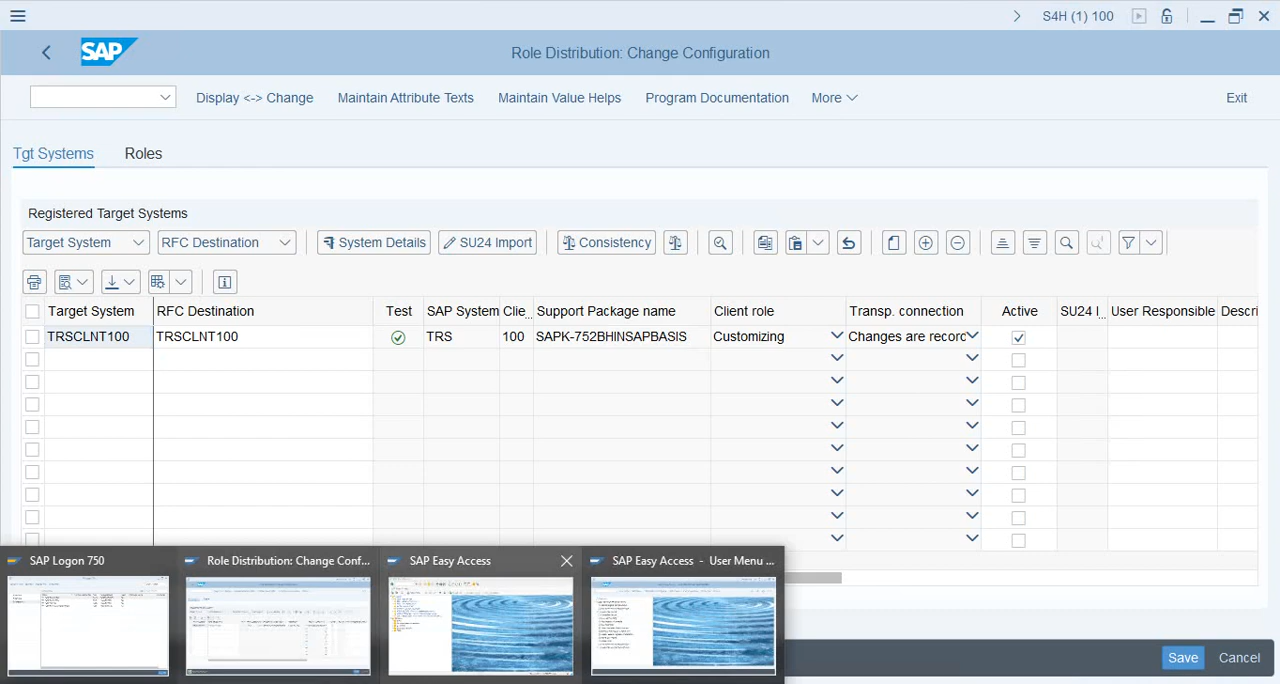 S4H (1) 100
SAP
Role Distribution: Change Configuration
Display <-> Change Maintain Attribute Texts Maintain Value Helps Program Documentation More Exit
Tgt Systems Roles
Registered Target Systems
Target System RFC Destination System Details SU24 Import Consistency
Target System RFC Destination Test SAP System Clie... Support Package name Client role Transp. connection Active SU24 I... User Responsible Descri
TRSCLNT100 TRSCLNT100 TRS 100 SAPK-752BHINSAPBASIS Customizing Changes are record
SAP Logon 750 Role Distribution: Change Conf... SAP Easy Access SAP Easy Access - User Menu ...
Save Cancel